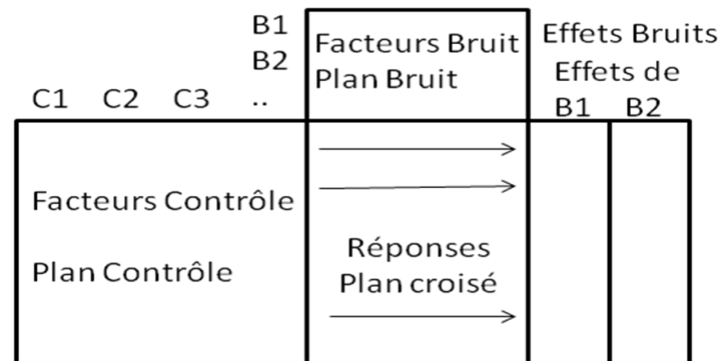 B1
B2
C1 C2 C3 ..
Facteurs Bruit
Plan Bruit
Effets Bruits
Effets de
B1 B2
Facteurs Contrôle
Plan Contrôle
Réponses
Plan croisé